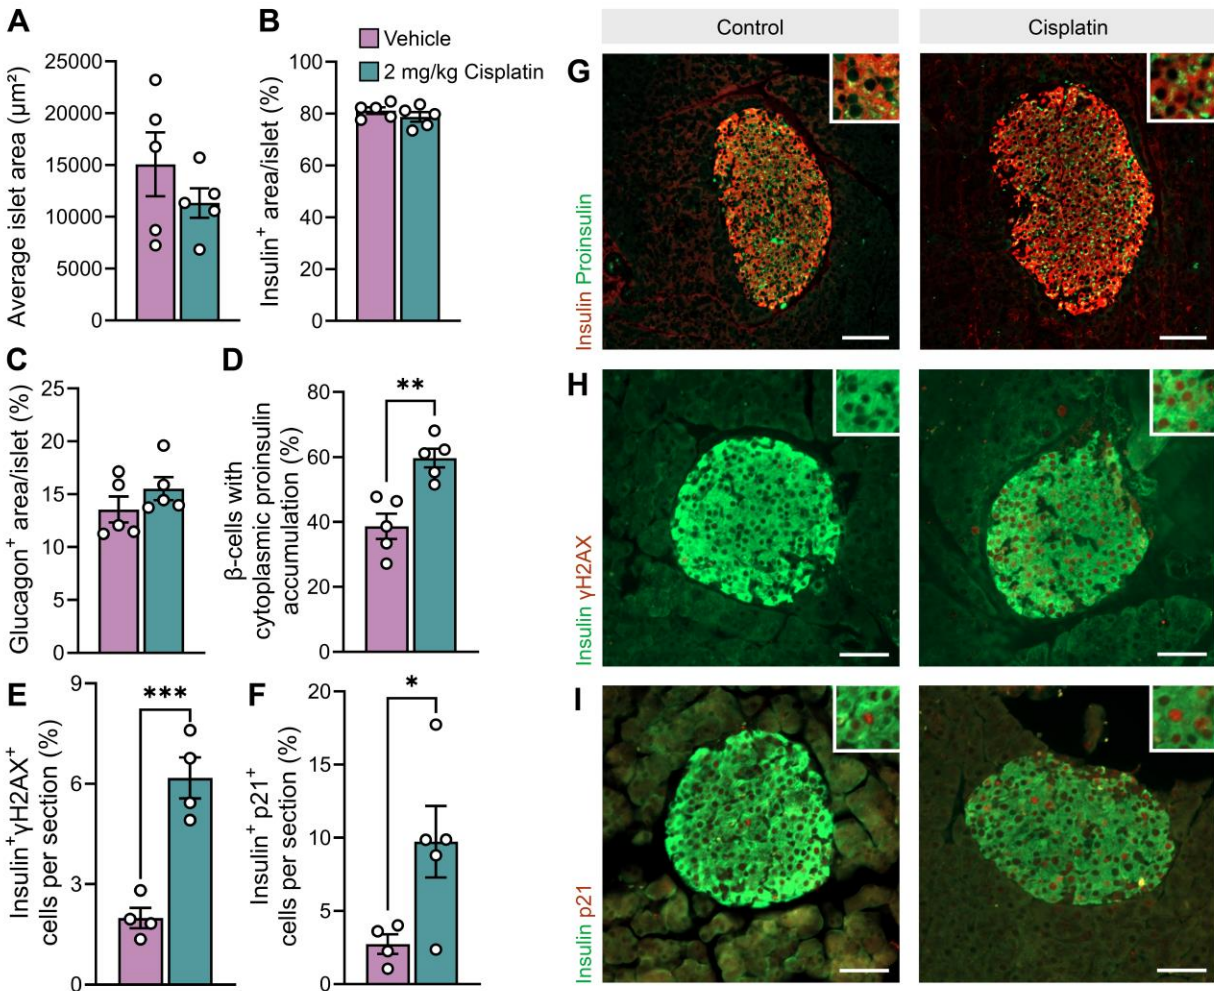 A
Average islet area (µm²)
25000
20000
15000
10000
5000
0
B
Vehicle
2 mg/kg Cisplatin
Insulin⁺ area/islet (%)
100
80
60
40
20
0
C
Glucagon⁺ area/islet (%)
25
20
15
10
5
0
D
β-cells with
cytoplasmic proinsulin
accumulation (%)
80
60
40
20
0
**
E
Insulin⁺γH2AX⁺
cells per section (%)
9
6
3
0
***
F
Insulin⁺ p21⁺
cells per section (%)
20
15
10
5
0
*
Control
Cisplatin
G
Insulin Proinsulin
H
Insulin γH2AX
I
Insulin p21